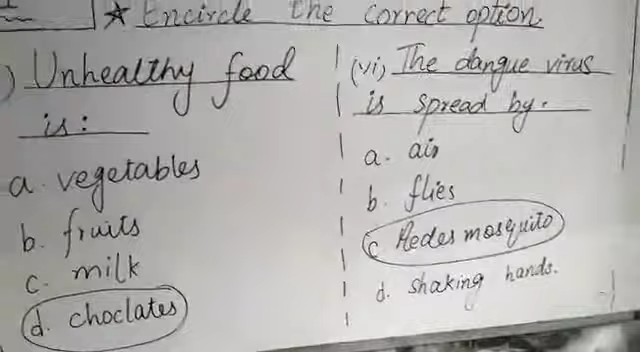 ★ Encircle the correct option.
) Unhealthy food
is:
a. vegetables
b. fruits
c. milk
d. choclates
(vi) The dangue virus
is spread by.
a. air
b. flies
c Aedes mosquito
d. shaking hands.